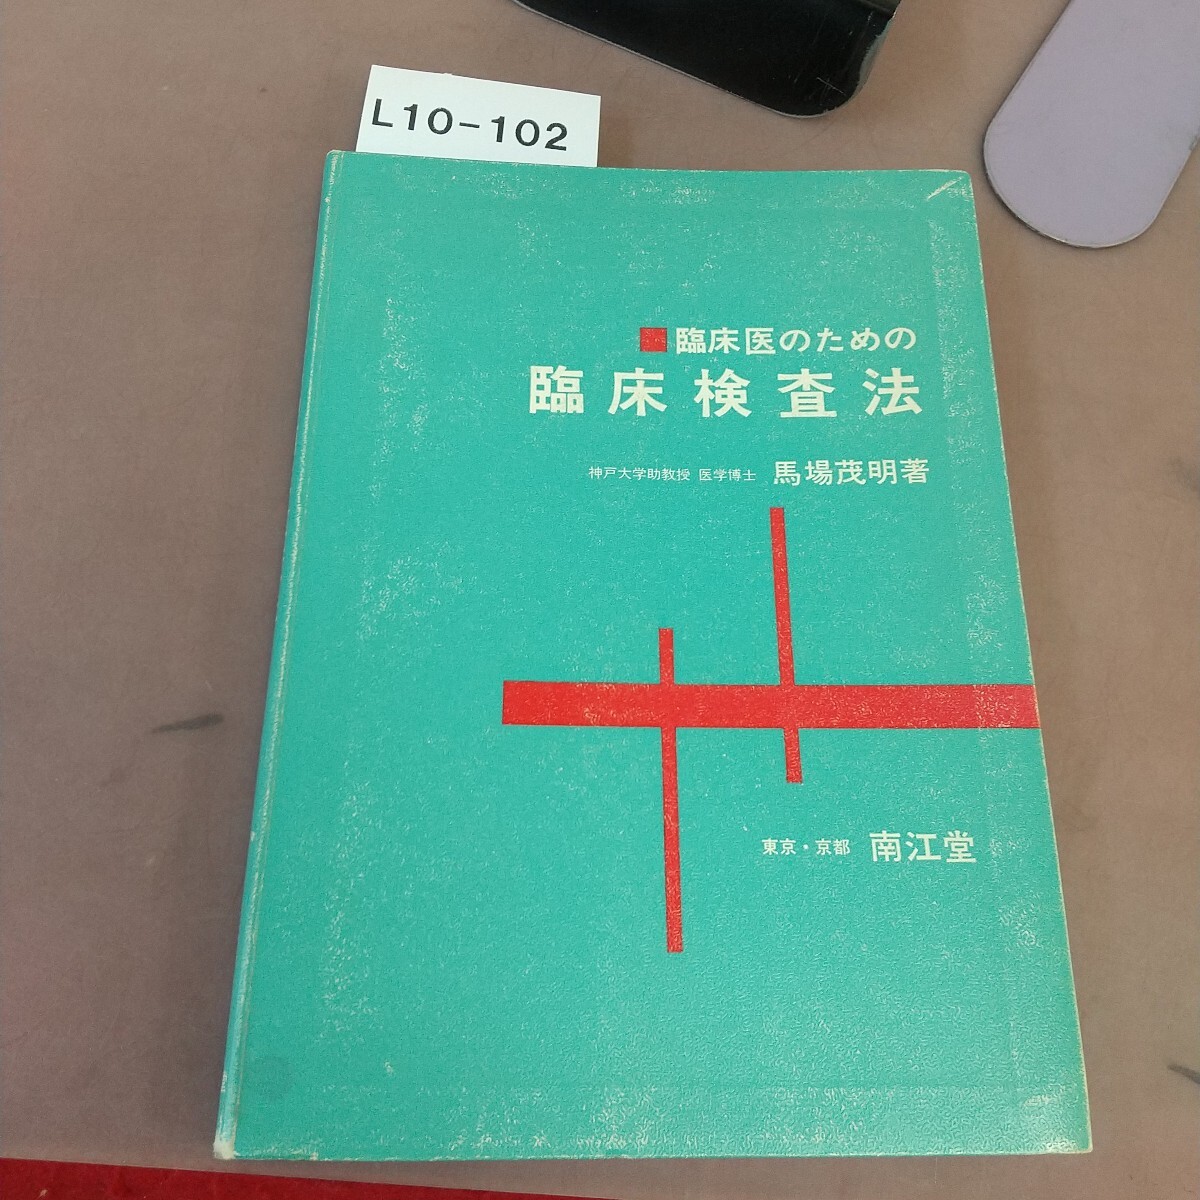 L10-102
■臨床医のための
臨床検査法
神戸大学助教授 医学博士 馬場茂明著
東京・京都 南江堂